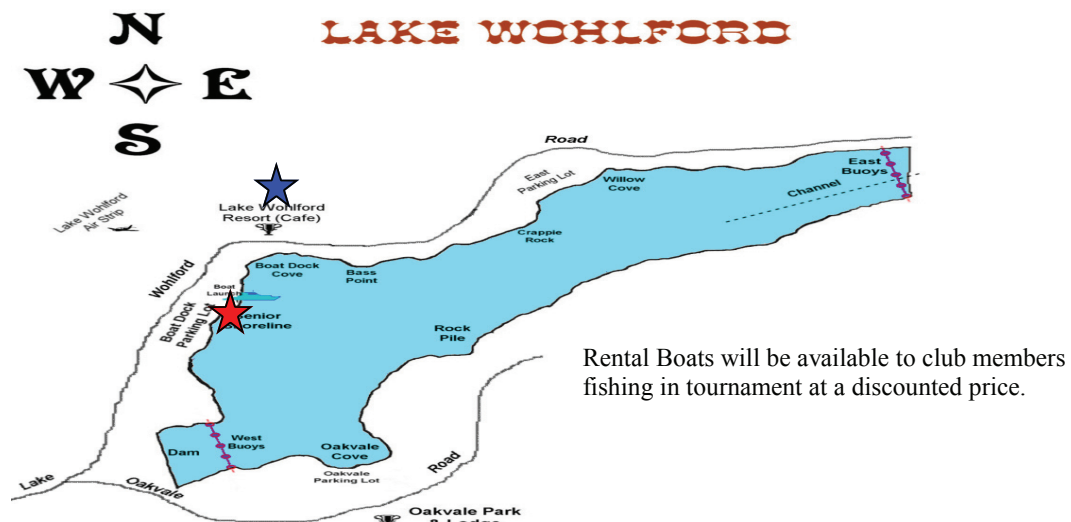 N
LAKE WOHLFORD
W E
S
Road
East
Parking Lot
East
Buoys
Willow
Cove
Channel
Lake Wohlford
Air Strip
Lake Wohlford
Resort (Cafe)
Crappie
Rock
Wohlford
Boat Dock
Cove
Bass
Point
Boat
Launch
Boat Dock
Parking Lot
Senior
Shoreline
Rock
Pile
Rental Boats will be available to club members
fishing in tournament at a discounted price.
Dam
West
Buoys
Oakvale
Cove
Oakvale
Parking Lot
Road
Lake
Oakvale
Oakvale Park
& Lodge